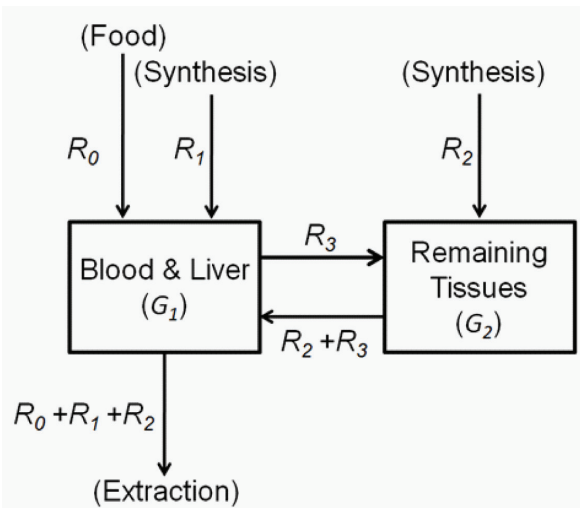 (Food)
(Synthesis)
(Synthesis)
R₀
R₁
R₂
Blood & Liver
(G₁)
R₃
Remaining
Tissues
(G₂)
R₂ +R₃
R₀ +R₁ +R₂
(Extraction)